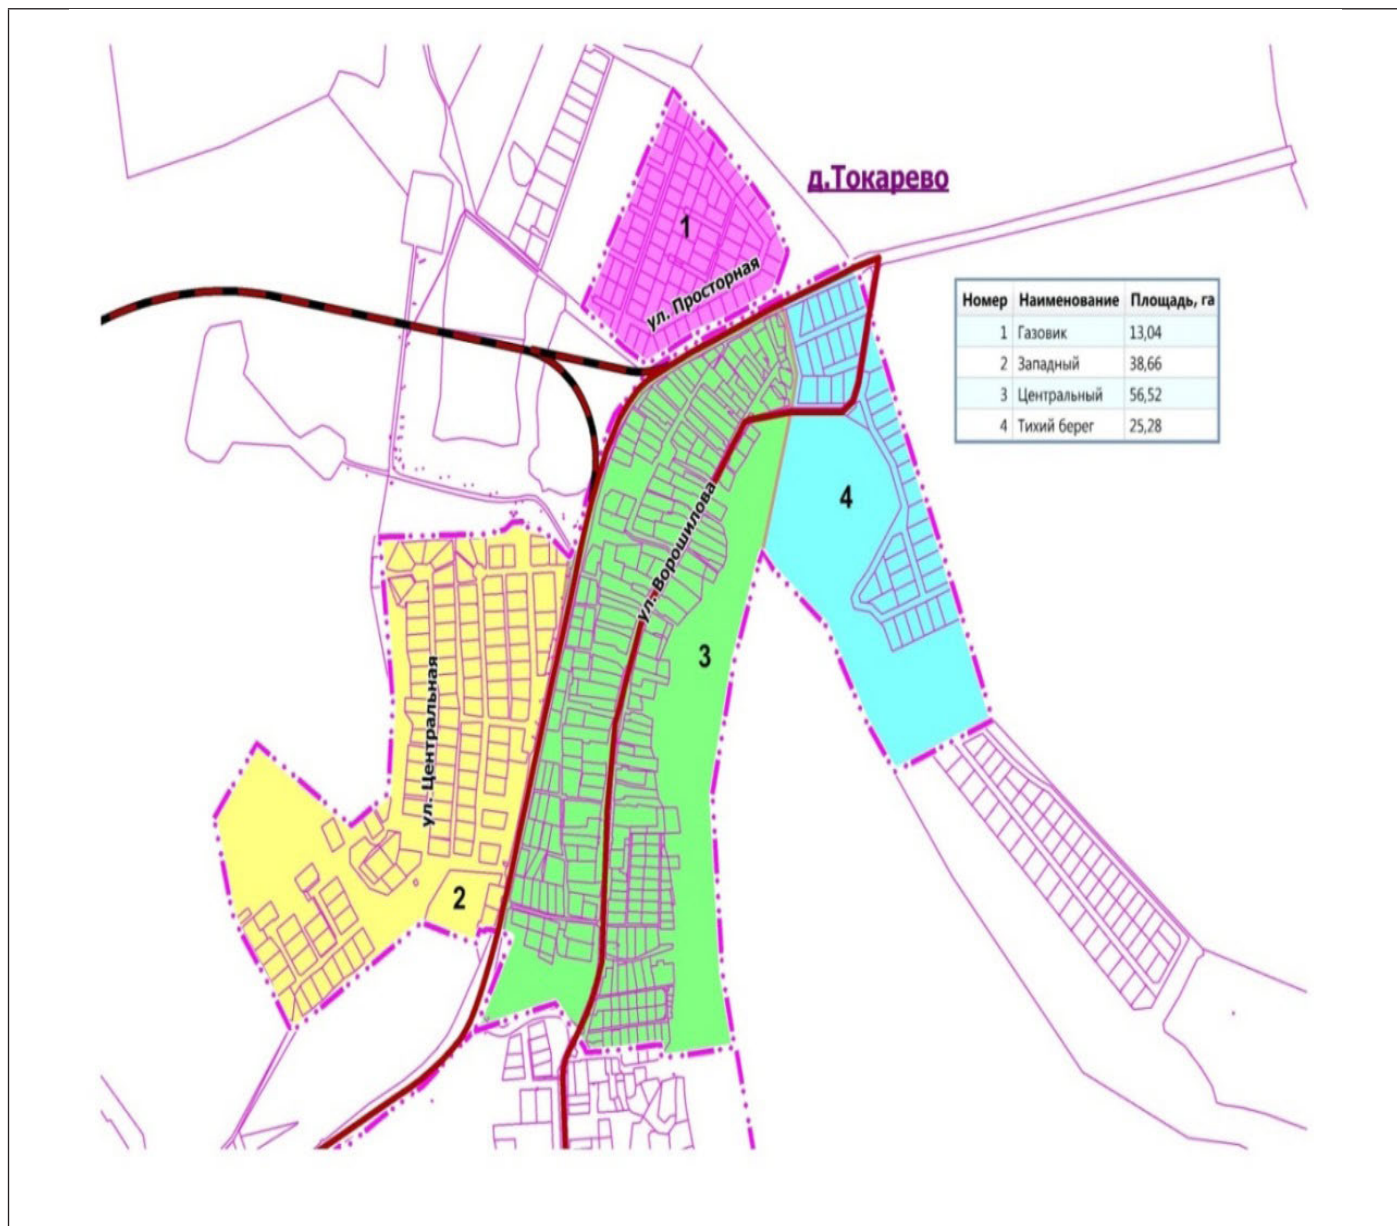 д.Токарево
1
ул. Просторная
Номер Наименование Площадь, га
1 Газовик 13,04
2 Западный 38,66
3 Центральный 56,52
4 Тихий берег 25,28
4
ул. Ворошилова
3
ул. Центральная
2